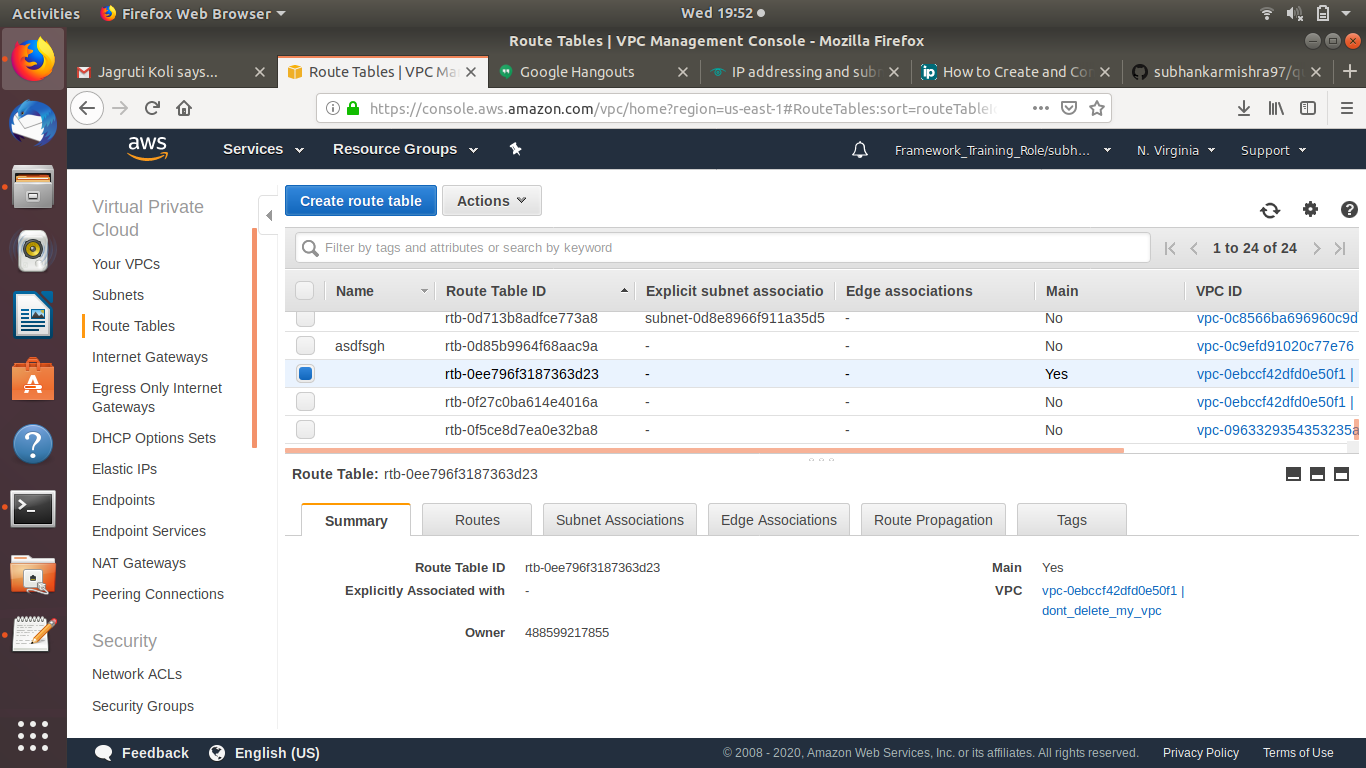 Activities Firefox Web Browser Wed 19:52
Route Tables | VPC Management Console - Mozilla Firefox
Jagruti Koli says... Route Tables | VPC Ma Google Hangouts IP addressing and subn How to Create and Con subhankarmishra97/q
https://console.aws.amazon.com/vpc/home?region=us-east-1#RouteTables:sort=routeTableI
aws Services Resource Groups Framework_Training_Role/subh... N. Virginia Support
Virtual Private
Cloud
Your VPCs
Subnets
Route Tables
Internet Gateways
Egress Only Internet
Gateways
DHCP Options Sets
Elastic IPs
Endpoints
Endpoint Services
NAT Gateways
Peering Connections
Security
Network ACLs
Security Groups
Create route table Actions
Filter by tags and attributes or search by keyword 1 to 24 of 24
Name Route Table ID Explicit subnet associatio Edge associations Main VPC ID
rtb-0d713b8adfce773a8 subnet-0d8e8966f911a35d5 - No vpc-0c8566ba696960c9d
asdfsgh rtb-0d85b9964f68aac9a - - No vpc-0c9efd91020c77e76
rtb-0ee796f3187363d23 - - Yes vpc-0ebccf42dfd0e50f1 |
rtb-0f27c0ba614e4016a - - No vpc-0ebccf42dfd0e50f1 |
rtb-0f5ce8d7ea0e32ba8 - - No vpc-0963329354353235a
Route Table: rtb-0ee796f3187363d23
Summary Routes Subnet Associations Edge Associations Route Propagation Tags
Route Table ID rtb-0ee796f3187363d23 Main Yes
Explicitly Associated with - VPC vpc-0ebccf42dfd0e50f1 |
dont_delete_my_vpc
Owner 488599217855
Feedback English (US) © 2008 - 2020, Amazon Web Services, Inc. or its affiliates. All rights reserved. Privacy Policy Terms of Use